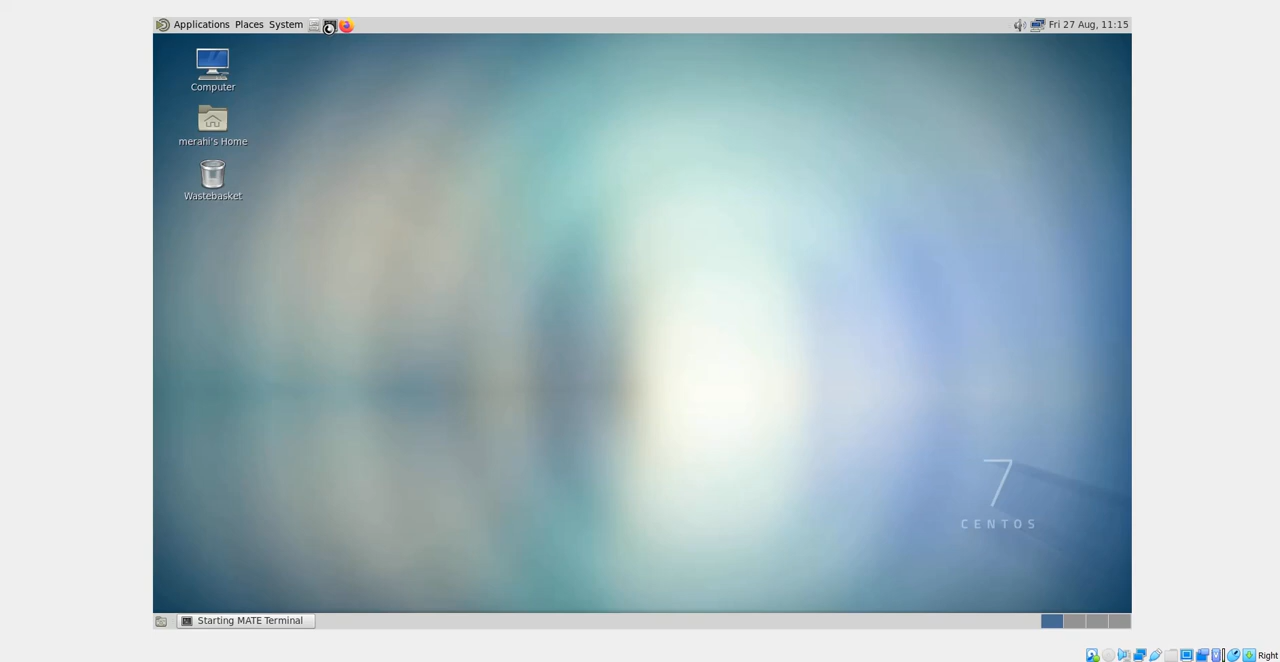 Applications Places System
Fri 27 Aug, 11:15
Computer
merahi's Home
Wastebasket
7
CENTOS
Starting MATE Terminal
Right